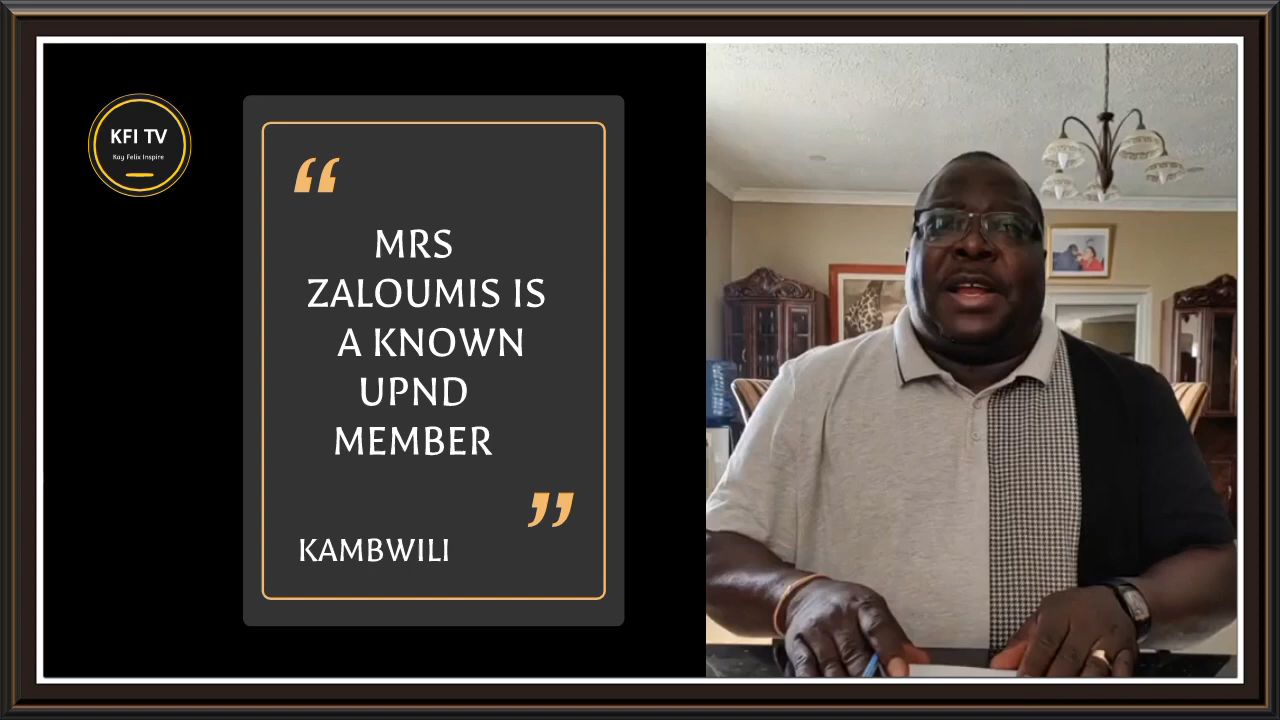 KFI TV
Kay Felix Inspire
“
MRS
ZALOUMIS IS
A KNOWN
UPND
MEMBER
”
KAMBWILI